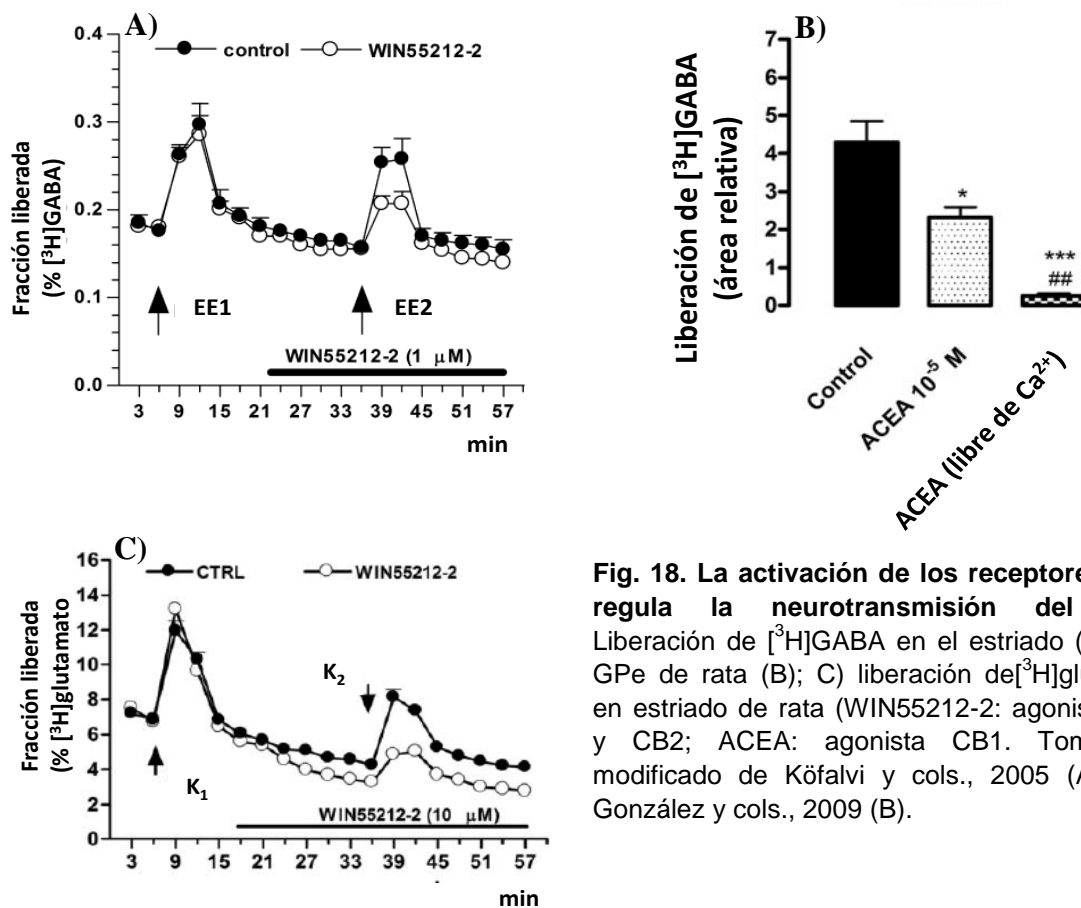 A)
control WIN55212-2
Fracción liberada
(% [³H]GABA)
0.4
0.3
0.2
0.1
0.0
EE1 EE2
WIN55212-2 (1 µM)
3 9 15 21 27 33 39 45 51 57
min
B)
Liberación de [³H]GABA
(área relativa)
7
6
5
4
3
2
1
0
*
***
##
Control
ACEA 10⁻⁵ M
ACEA (libre de Ca²⁺)
C)
CTRL WIN55212-2
Fracción liberada
(% [³H]glutamato
16
14
12
10
8
6
4
2
0
K₁
K₂
WIN55212-2 (10 µM)
3 9 15 21 27 33 39 45 51 57
min
Fig. 18. La activación de los receptore
regula la neurotransmisión del
Liberación de [³H]GABA en el estriado (
GPe de rata (B); C) liberación de[³H]glu
en estriado de rata (WIN55212-2: agonis
y CB2; ACEA: agonista CB1. Tom
modificado de Köfalvi y cols., 2005 (A
González y cols., 2009 (B).